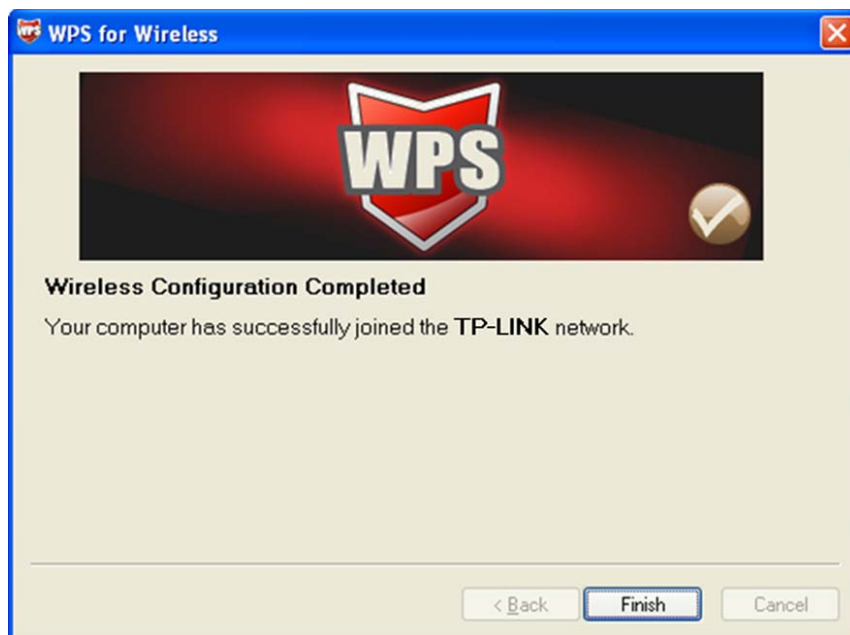 WPS for Wireless
WPS
Wireless Configuration Completed
Your computer has successfully joined the TP-LINK network.
< Back
Finish
Cancel